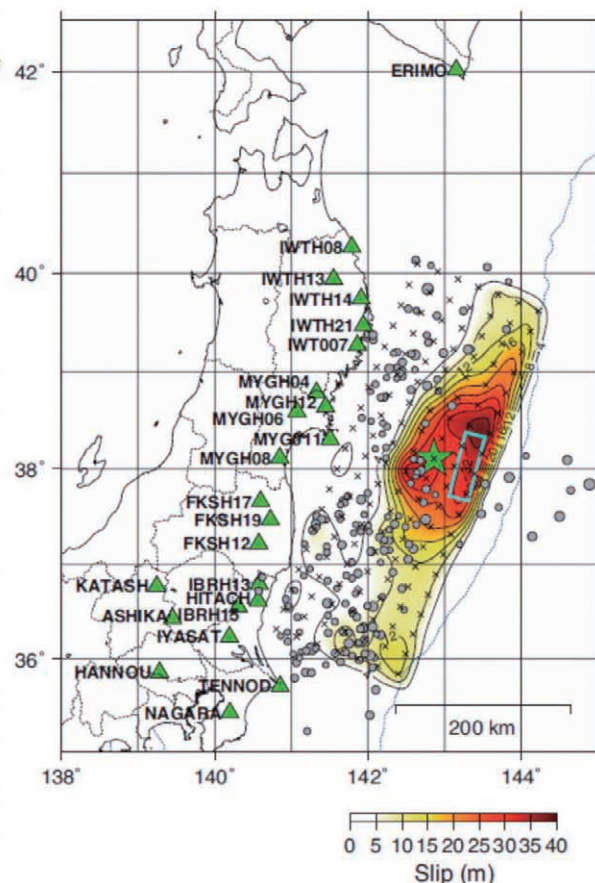 42°
ERIMO
40°
IWTH08
IWTH13
IWTH14
IWTH21
IWT007
MYGH04
MYGH12
MYGH06
MYG011
38°
MYGH08
FKSH17
FKSH19
FKSH12
KATASH
IBRH13
HITACH
ASHIKA
IBRH15
IYASAT
36°
HANNOU
TENNOD
NAGARA
200 km
138°
140°
142°
144°
0 5 10 15 20 25 30 35 40
Slip (m)